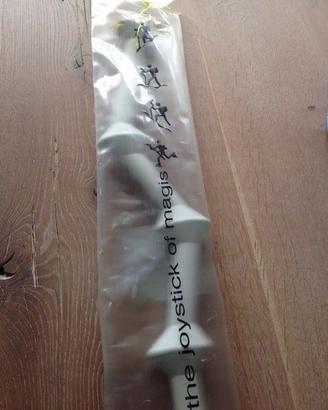 the joystick of magis